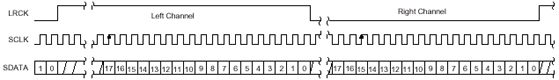 LRCK Left Channel Right Channel
SCLK
SDATA 1 0 17 16 15 14 13 12 11 10 9 8 7 6 5 4 3 2 1 0 17 16 15 14 13 12 11 10 9 8 7 6 5 4 3 2 1 0